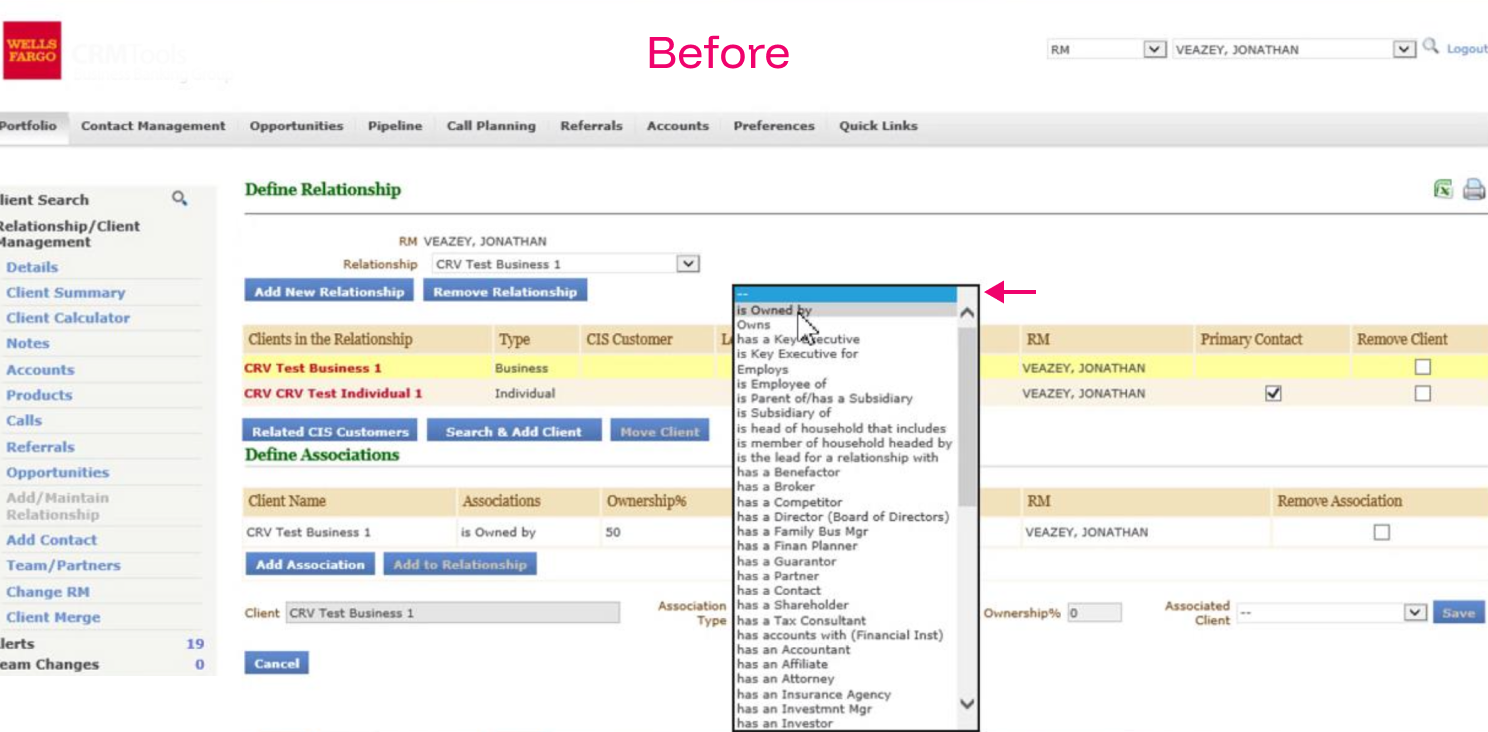 Before
WELLS
FARGO
CRMTools
RM
VEAZEY, JONATHAN
Logout
Portfolio Contact Management Opportunities Pipeline Call Planning Referrals Accounts Preferences Quick Links
lient Search
Relationship/Client
Management
Details
Client Summary
Client Calculator
Notes
Accounts
Products
Calls
Referrals
Opportunities
Add/Maintain
Relationship
Add Contact
Team/Partners
Change RM
Client Merge
lerts 19
eam Changes 0
Define Relationship
RM VEAZEY, JONATHAN
Relationship CRV Test Business 1
Add New Relationship Remove Relationship
Clients in the Relationship Type CIS Customer RM Primary Contact Remove Client
CRV Test Business 1 Business VEAZEY, JONATHAN
CRV CRV Test Individual 1 Individual VEAZEY, JONATHAN
Related CIS Customers Search & Add Client Move Client
Define Associations
Client Name Associations Ownership% RM Remove Association
CRV Test Business 1 is Owned by 50 VEAZEY, JONATHAN
Add Association Add to Relationship
Client CRV Test Business 1 Association
Type Ownership% 0 Associated
Client -- Save
Cancel
--
is Owned by
Owns
has a Key Executive
is Key Executive for
Employs
is Employee of
is Parent of/has a Subsidiary
is Subsidiary of
is head of household that includes
is member of household headed by
is the lead for a relationship with
has a Benefactor
has a Broker
has a Competitor
has a Director (Board of Directors)
has a Family Bus Mgr
has a Finan Planner
has a Guarantor
has a Partner
has a Contact
has a Shareholder
has a Tax Consultant
has accounts with (Financial Inst)
has an Accountant
has an Affiliate
has an Attorney
has an Insurance Agency
has an Investmnt Mgr
has an Investor